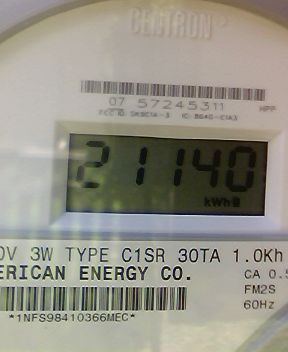 CENTRON®
07 57245311
HPP
21140
kWh
0V 3W TYPE C1SR 30TA 1.0Kh
ERICAN ENERGY CO.
CA 0.5
FM2S
60Hz
*1NFS98410366MEC*